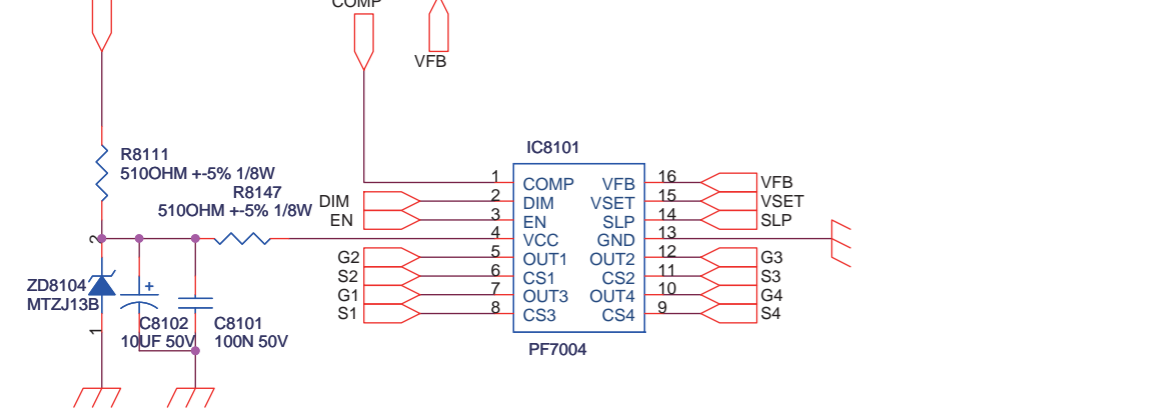 COMP
VFB
IC8101
R8111
510OHM +-5% 1/8W
R8147
510OHM +-5% 1/8W
1 COMP VFB 16 VFB
DIM 2 DIM VSET 15 VSET
EN 3 EN SLP 14 SLP
4 VCC GND 13
G2 5 OUT1 OUT2 12 G3
S2 6 CS1 CS2 11 S3
G1 7 OUT3 OUT4 10 G4
S1 8 CS3 CS4 9 S4
PF7004
2
ZD8104
MTZJ13B
1
+
C8102
10UF 50V
C8101
100N 50V